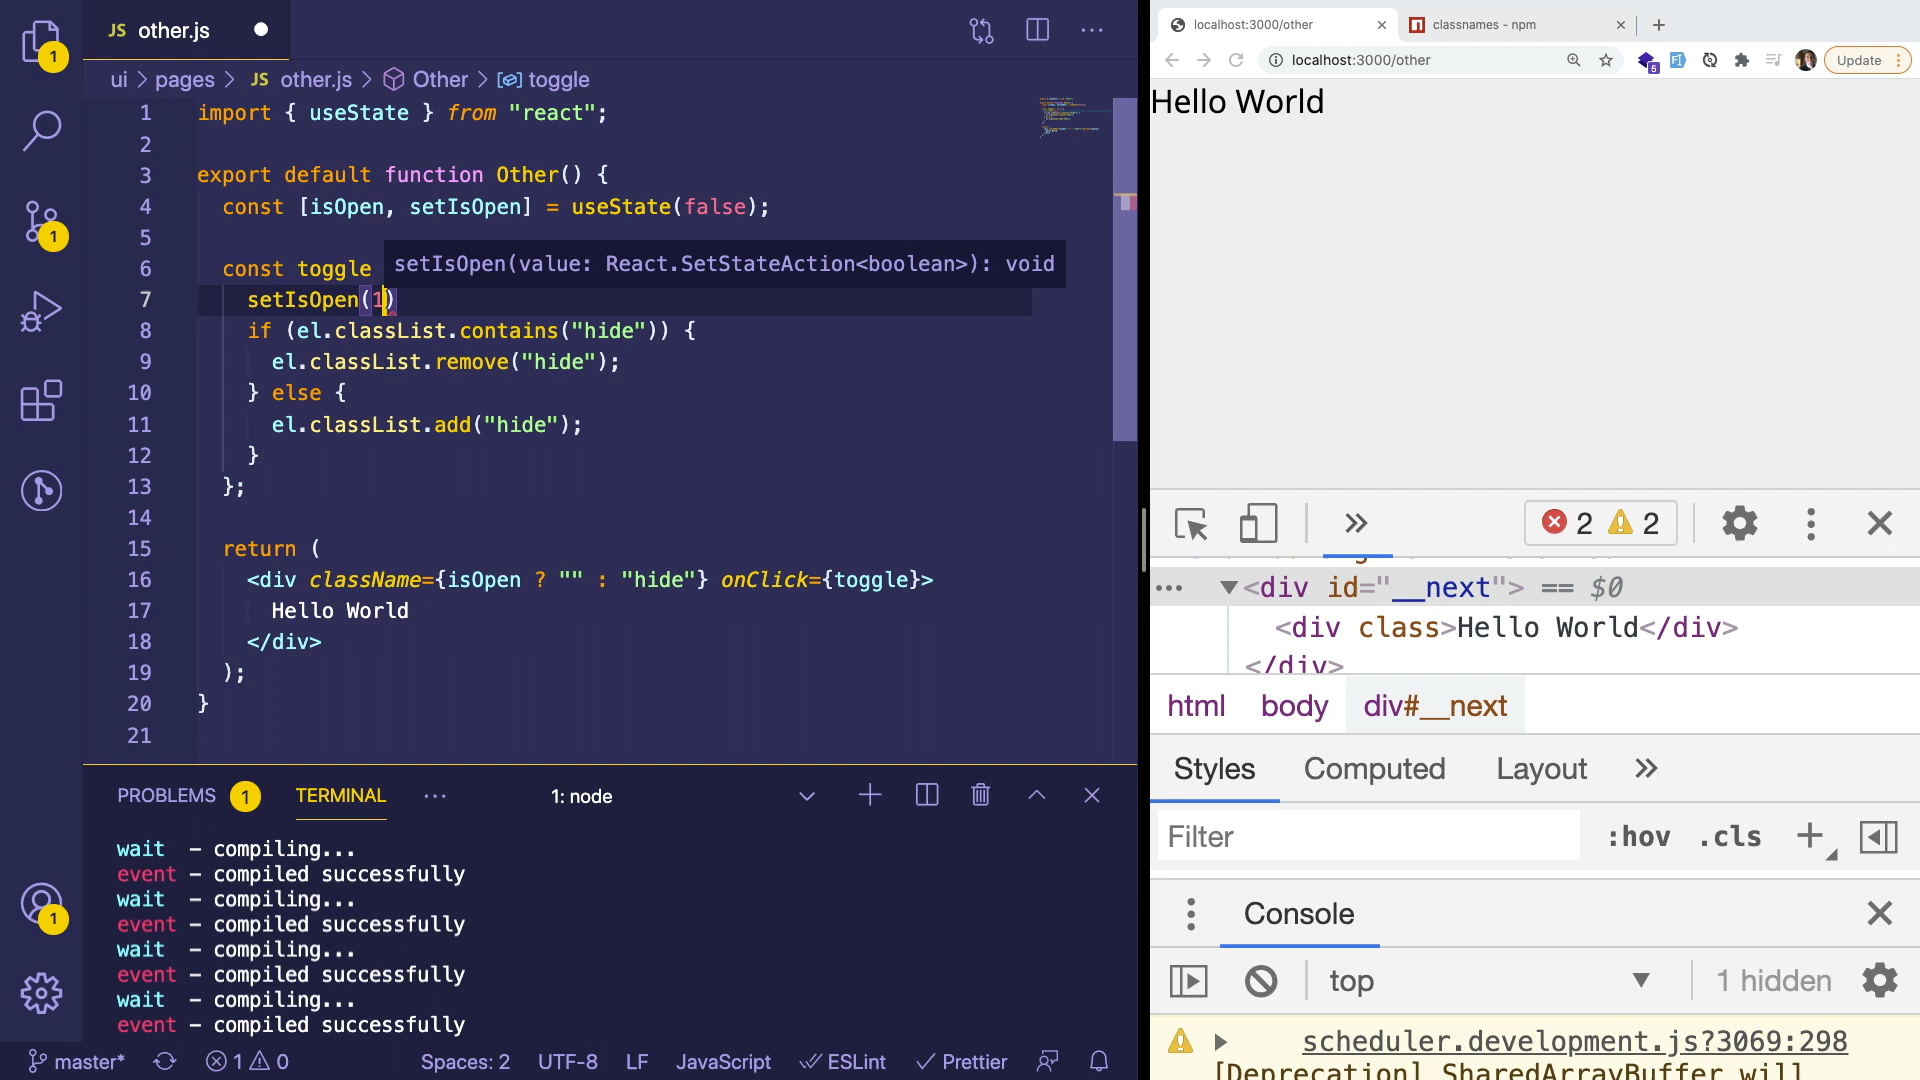 JS other.js
ui > pages > JS other.js > Other > toggle
1 import { useState } from "react";
2
3 export default function Other() {
4 const [isOpen, setIsOpen] = useState(false);
5
setIsOpen(value: React.SetStateAction<boolean>): void
6 const toggle
7 setIsOpen(1)
8 if (el.classList.contains("hide")) {
9 el.classList.remove("hide");
10 } else {
11 el.classList.add("hide");
12 }
13 };
14
15 return (
16 <div className={isOpen ? "" : "hide"} onClick={toggle}>
17 Hello World
18 </div>
19 );
20 }
21
1
1
1
PROBLEMS 1 TERMINAL ··· 1: node
wait - compiling...
event - compiled successfully
wait - compiling...
event - compiled successfully
wait - compiling...
event - compiled successfully
wait - compiling...
event - compiled successfully
master* 1 0 Spaces: 2 UTF-8 LF JavaScript ESLint Prettier
localhost:3000/other classnames - npm
localhost:3000/other 5 Update
Hello World
2 2
<div id="__next"> == $0
<div class>Hello World</div>
</div>
html body div#__next
Styles Computed Layout
Filter :hov .cls
Console
top 1 hidden
scheduler.development.js?3069:298
[Deprecation] SharedArrayBuffer will